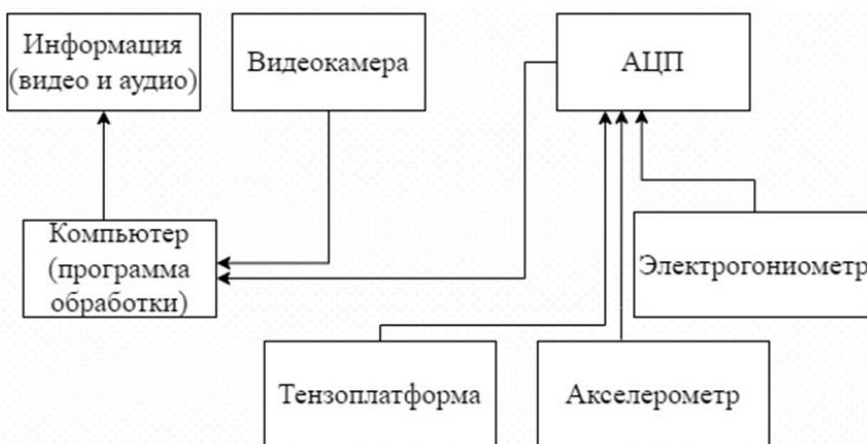 Информация
(видео и аудио)
Видеокамера
АЦП
Компьютер
(программа
обработки)
Электрогониометр
Тензоплатформа
Акселерометр